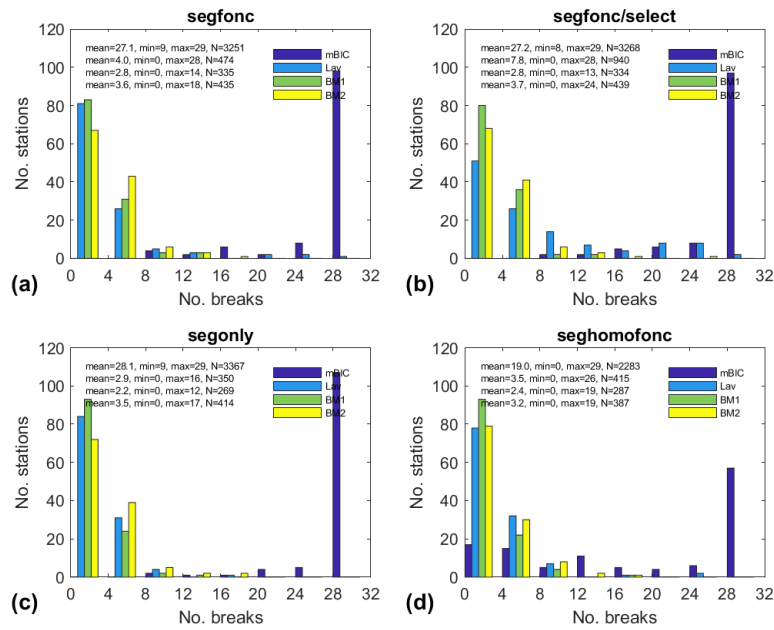 segfonc
mean=27.1, min=9, max=29, N=3251
mean=4.0, min=0, max=28, N=474
mean=2.8, min=0, max=14, N=335
mean=3.6, min=0, max=18, N=435
mBIC
Lav
BM1
BM2
No. stations
120
100
80
60
40
20
0
0 4 8 12 16 20 24 28 32
No. breaks
(a)
segfonc/select
mean=27.2, min=8, max=29, N=3268
mean=7.8, min=0, max=28, N=940
mean=2.8, min=0, max=13, N=334
mean=3.7, min=0, max=24, N=439
mBIC
Lav
BM1
BM2
No. stations
120
100
80
60
40
20
0
0 4 8 12 16 20 24 28 32
No. breaks
(b)
segonly
mean=28.1, min=9, max=29, N=3367
mean=2.9, min=0, max=16, N=350
mean=2.2, min=0, max=12, N=269
mean=3.5, min=0, max=17, N=414
mBIC
Lav
BM1
BM2
No. stations
120
100
80
60
40
20
0
0 4 8 12 16 20 24 28 32
No. breaks
(c)
seghomofonc
mean=19.0, min=0, max=29, N=2283
mean=3.5, min=0, max=26, N=415
mean=2.4, min=0, max=19, N=287
mean=3.2, min=0, max=19, N=387
mBIC
Lav
BM1
BM2
No. stations
120
100
80
60
40
20
0
0 4 8 12 16 20 24 28 32
No. breaks
(d)